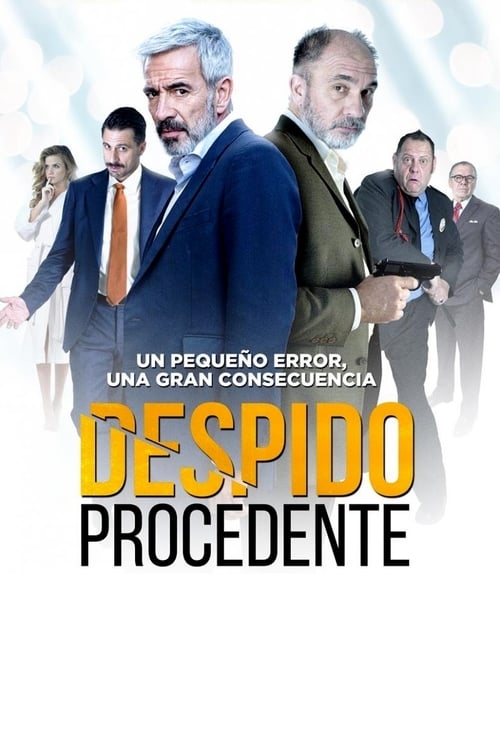 UN PEQUEÑO ERROR,
UNA GRAN CONSECUENCIA
DESPIDO
PROCEDENTE